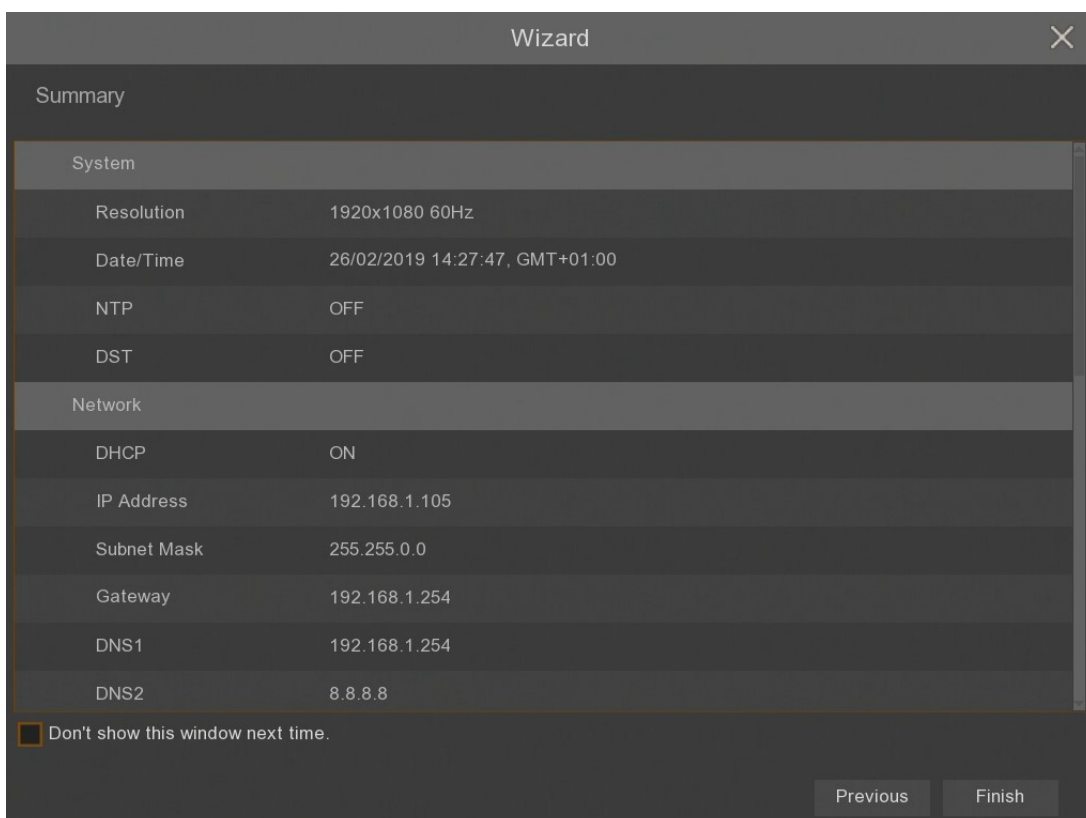 Wizard
Summary
System
Resolution 1920x1080 60Hz
Date/Time 26/02/2019 14:27:47, GMT+01:00
NTP OFF
DST OFF
Network
DHCP ON
IP Address 192.168.1.105
Subnet Mask 255.255.0.0
Gateway 192.168.1.254
DNS1 192.168.1.254
DNS2 8.8.8.8
Don't show this window next time.
Previous Finish